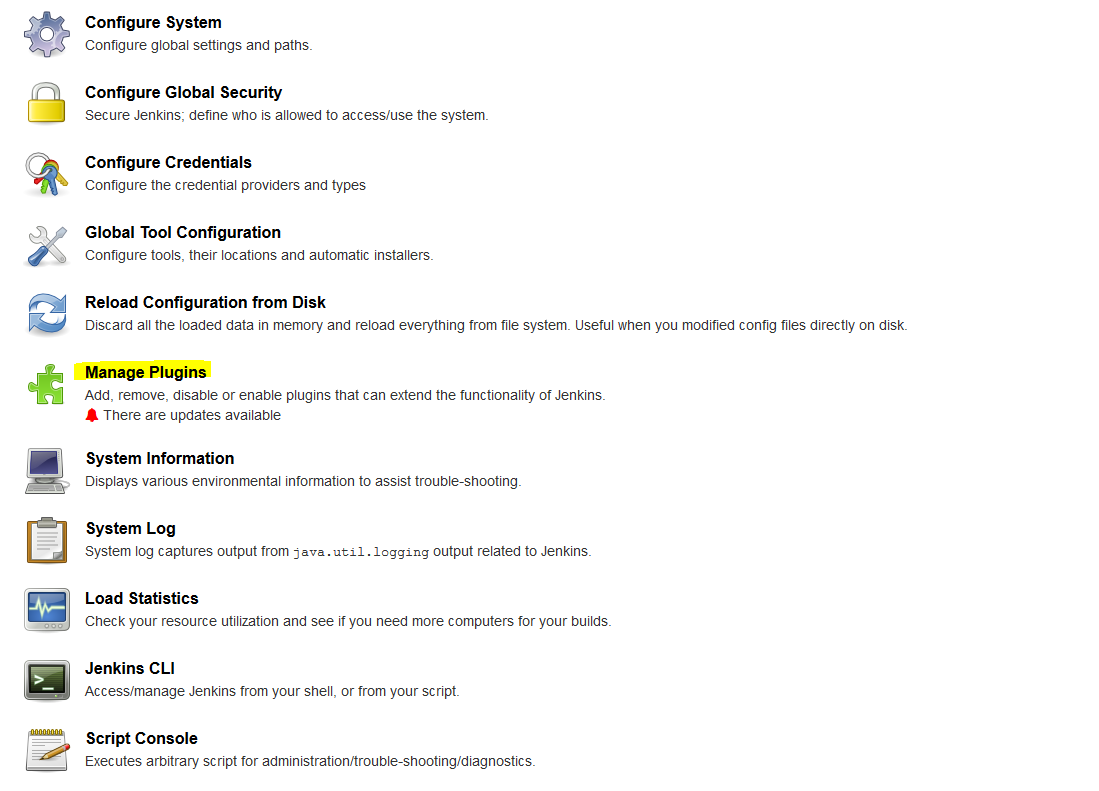 Configure System
Configure global settings and paths.
Configure Global Security
Secure Jenkins; define who is allowed to access/use the system.
Configure Credentials
Configure the credential providers and types
Global Tool Configuration
Configure tools, their locations and automatic installers.
Reload Configuration from Disk
Discard all the loaded data in memory and reload everything from file system. Useful when you modified config files directly on disk.
Manage Plugins
Add, remove, disable or enable plugins that can extend the functionality of Jenkins.
There are updates available
System Information
Displays various environmental information to assist trouble-shooting.
System Log
System log captures output from java.util.logging output related to Jenkins.
Load Statistics
Check your resource utilization and see if you need more computers for your builds.
Jenkins CLI
Access/manage Jenkins from your shell, or from your script.
Script Console
Executes arbitrary script for administration/trouble-shooting/diagnostics.